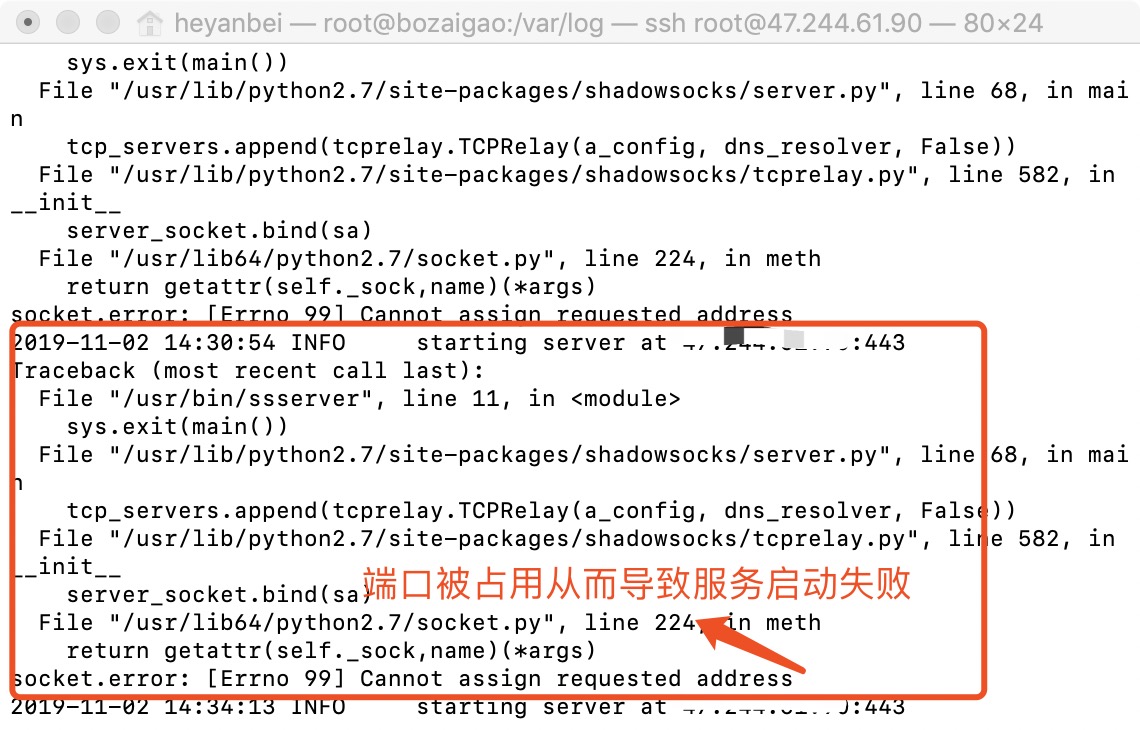 heyanbei — root@bozaigao:/var/log — ssh root@47.244.61.90 — 80×24
sys.exit(main())
File "/usr/lib/python2.7/site-packages/shadowsocks/server.py", line 68, in mai
n
tcp_servers.append(tcprelay.TCPRelay(a_config, dns_resolver, False))
File "/usr/lib/python2.7/site-packages/shadowsocks/tcprelay.py", line 582, in
__init__
server_socket.bind(sa)
File "/usr/lib64/python2.7/socket.py", line 224, in meth
return getattr(self._sock,name)(*args)
socket.error: [Errno 99] Cannot assign requested address
2019-11-02 14:30:54 INFO starting server at :443
Traceback (most recent call last):
File "/usr/bin/ssserver", line 11, in <module>
sys.exit(main())
File "/usr/lib/python2.7/site-packages/shadowsocks/server.py", line 68, in mai
n
tcp_servers.append(tcprelay.TCPRelay(a_config, dns_resolver, False))
File "/usr/lib/python2.7/site-packages/shadowsocks/tcprelay.py", line 582, in
__init__
server_socket.bind(sa)
端口被占用从而导致服务启动失败
File "/usr/lib64/python2.7/socket.py", line 224, in meth
return getattr(self._sock,name)(*args)
socket.error: [Errno 99] Cannot assign requested address
2019-11-02 14:34:13 INFO starting server at :443